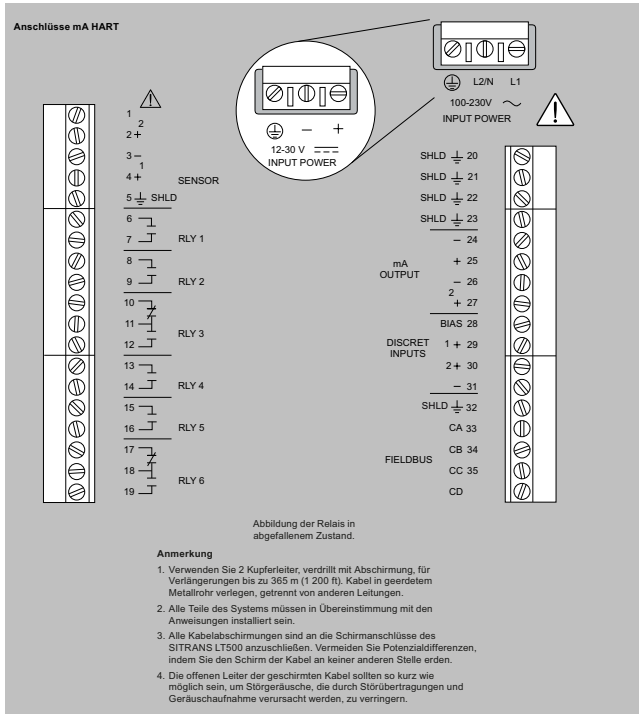 Anschlüsse mA HART
L2/N L1
100-230V
INPUT POWER
– +
12-30 V
INPUT POWER
1
2
2 +
3 –
1
4 +
SENSOR
5 SHLD
6
7 RLY 1
8
9 RLY 2
10
11
RLY 3
12
13
14 RLY 4
15
16 RLY 5
17
18
RLY 6
19
SHLD 20
SHLD 21
SHLD 22
SHLD 23
– 24
+ 25
mA
OUTPUT
– 26
2
+ 27
BIAS 28
DISCRET
INPUTS
1 + 29
2 + 30
– 31
SHLD 32
CA 33
CB 34
FIELDBUS
CC 35
CD
Abbildung der Relais in
abgefallenem Zustand.
Anmerkung
1. Verwenden Sie 2 Kupferleiter, verdrillt mit Abschirmung, für
Verlängerungen bis zu 365 m (1 200 ft). Kabel in geerdetem
Metallrohr verlegen, getrennt von anderen Leitungen.
2. Alle Teile des Systems müssen in Übereinstimmung mit den
Anweisungen installiert sein.
3. Alle Kabelabschirmungen sind an die Schirmanschlüsse des
SITRANS LT500 anzuschließen. Vermeiden Sie Potenzialdifferenzen,
indem Sie den Schirm der Kabel an keiner anderen Stelle erden.
4. Die offenen Leiter der geschirmten Kabel sollten so kurz wie
möglich sein, um Störgeräusche, die durch Störübertragungen und
Geräuschaufnahme verursacht werden, zu verringern.